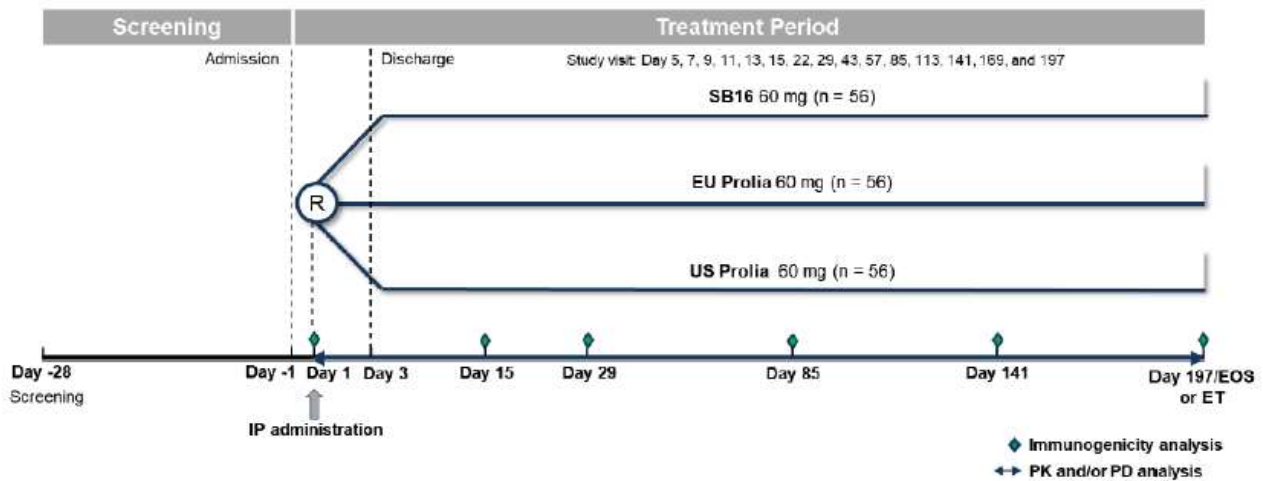 Screening
Treatment Period
Admission
Discharge
Study visit: Day 5, 7, 9, 11, 13, 15, 22, 29, 43, 57, 85, 113, 141, 169, and 197
SB16 60 mg (n = 56)
EU Prolia 60 mg (n = 56)
R
US Prolia 60 mg (n = 56)
Day -28
Day -1
Day 1
Day 3
Day 15
Day 29
Day 85
Day 141
Day 197/EOS
or ET
Screening
IP administration
Immunogenicity analysis
PK and/or PD analysis